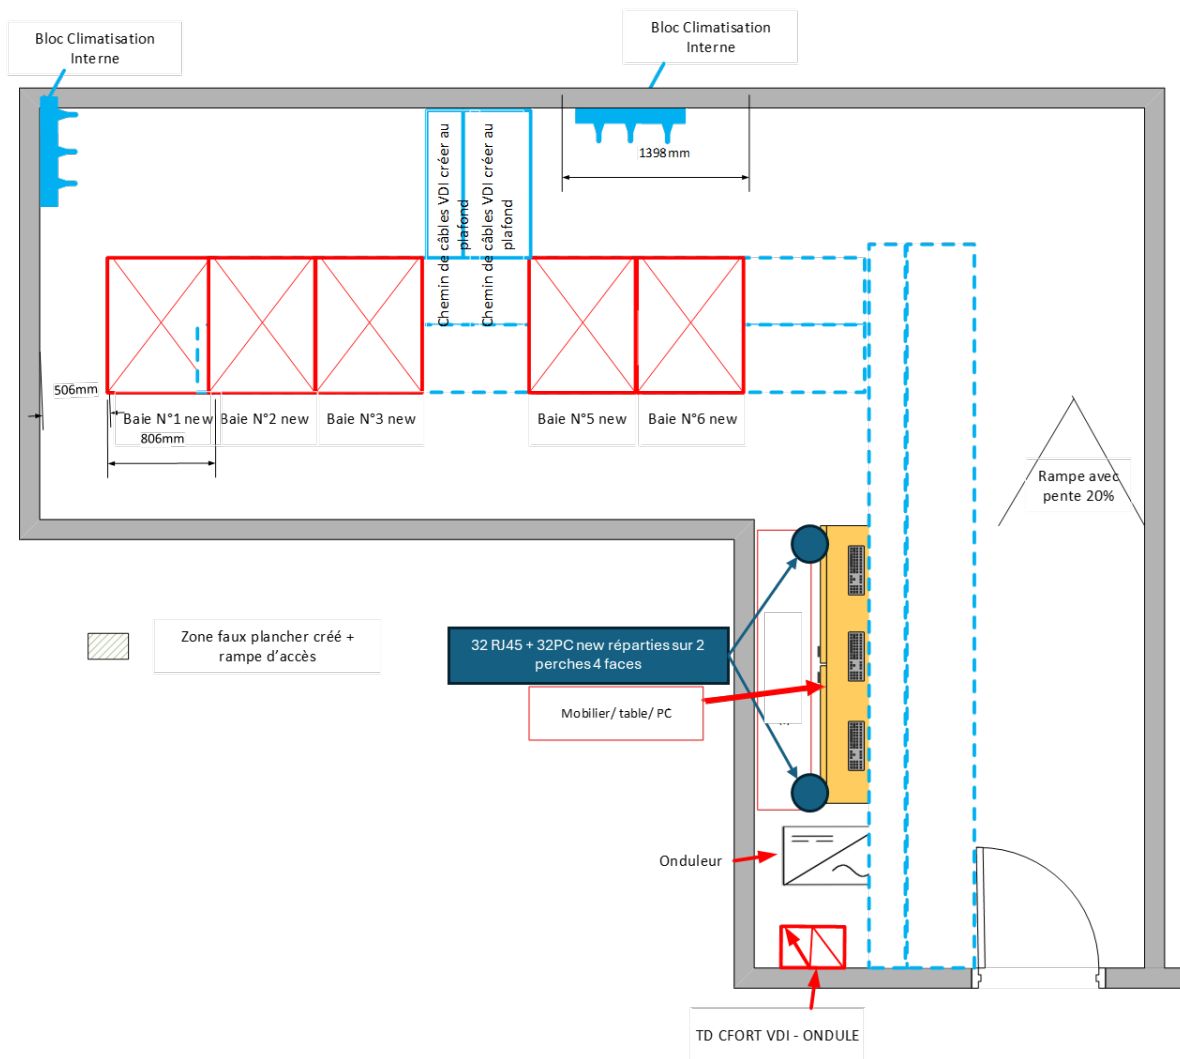 Bloc Climatisation
Interne
Bloc Climatisation
Interne
Chemin de câbles VDI créer au
plafond
Chemin de câbles VDI créer au
plafond
1398mm
506mm
Baie N°1 new
Baie N°2 new
Baie N°3 new
Baie N°5 new
Baie N°6 new
806mm
Rampe avec
pente 20%
Zone faux plancher créé +
rampe d’accès
32 RJ45 + 32PC new réparties sur 2
perches 4 faces
Mobilier/ table/ PC
Onduleur
TD CFORT VDI - ONDULE